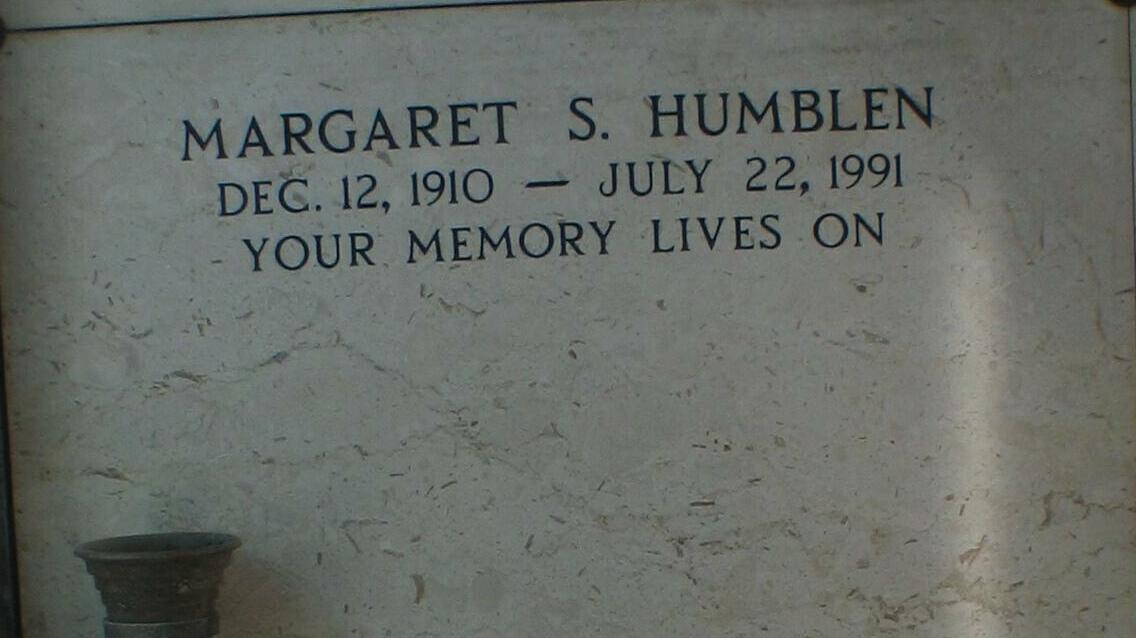 MARGARET S. HUMBLEN
DEC. 12, 1910 — JULY 22, 1991
YOUR MEMORY LIVES ON